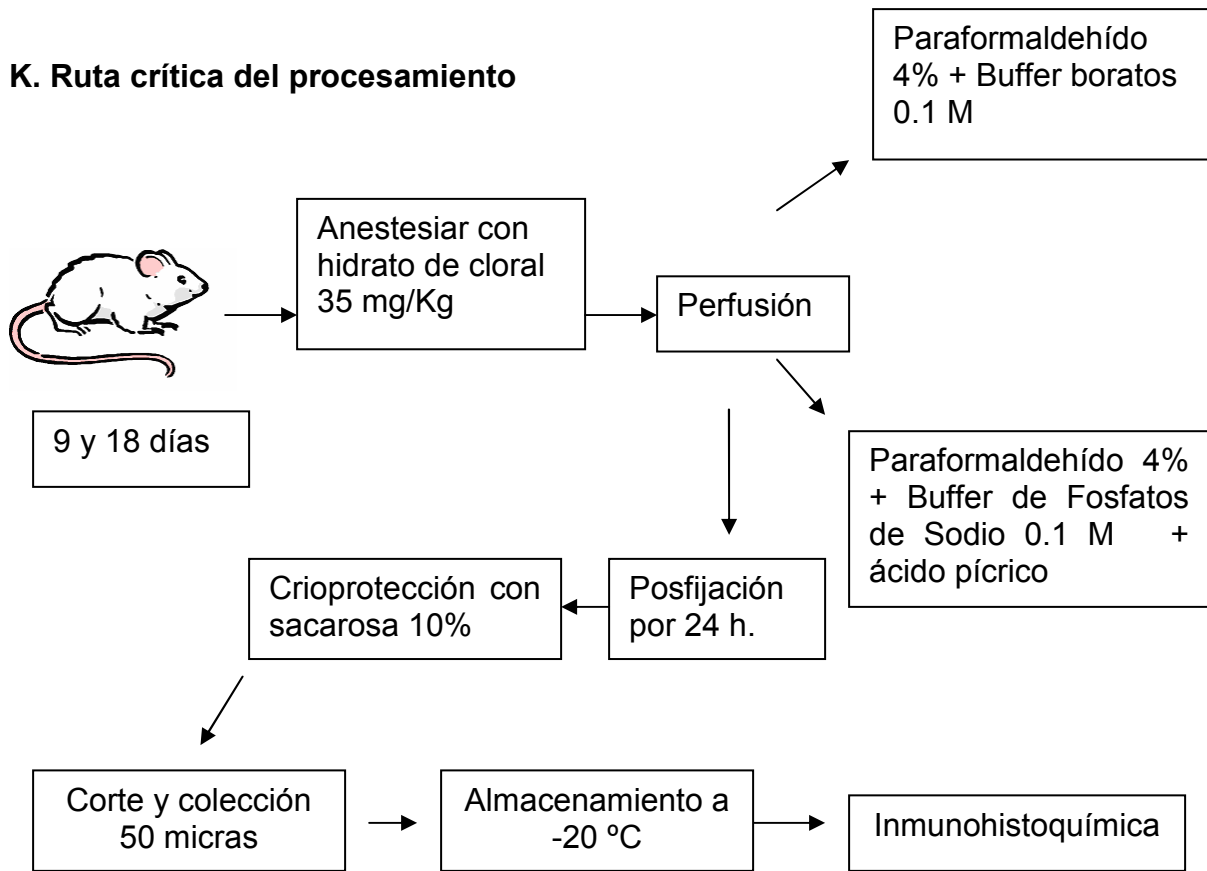 K. Ruta crítica del procesamiento
Paraformaldehído
4% + Buffer boratos
0.1 M
Anestesiar con
hidrato de cloral
35 mg/Kg
Perfusión
9 y 18 días
Paraformaldehído 4%
+ Buffer de Fosfatos
de Sodio 0.1 M +
ácido pícrico
Posfijación
por 24 h.
Crioprotección con
sacarosa 10%
Corte y colección
50 micras
Almacenamiento a
-20 ºC
Inmunohistoquímica